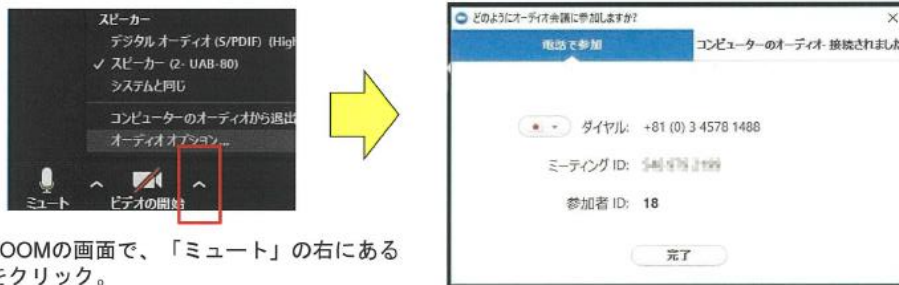 スピーカー
デジタル オーディオ (S/PDIF) (High
✓ スピーカー (2- UAB-80)
システムと同じ
コンピューターのオーディオから退出
オーディオ オプション...
ミュート
ビデオの開始
OOMの画面で、「ミュート」の右にある
をクリック。
どのようにオーディオ会議に参加しますか?
電話で参加
コンピューターのオーディオ- 接続されました
ダイヤル: +81 (0) 3 4578 1488
ミーティング ID:
参加者 ID: 18
完了